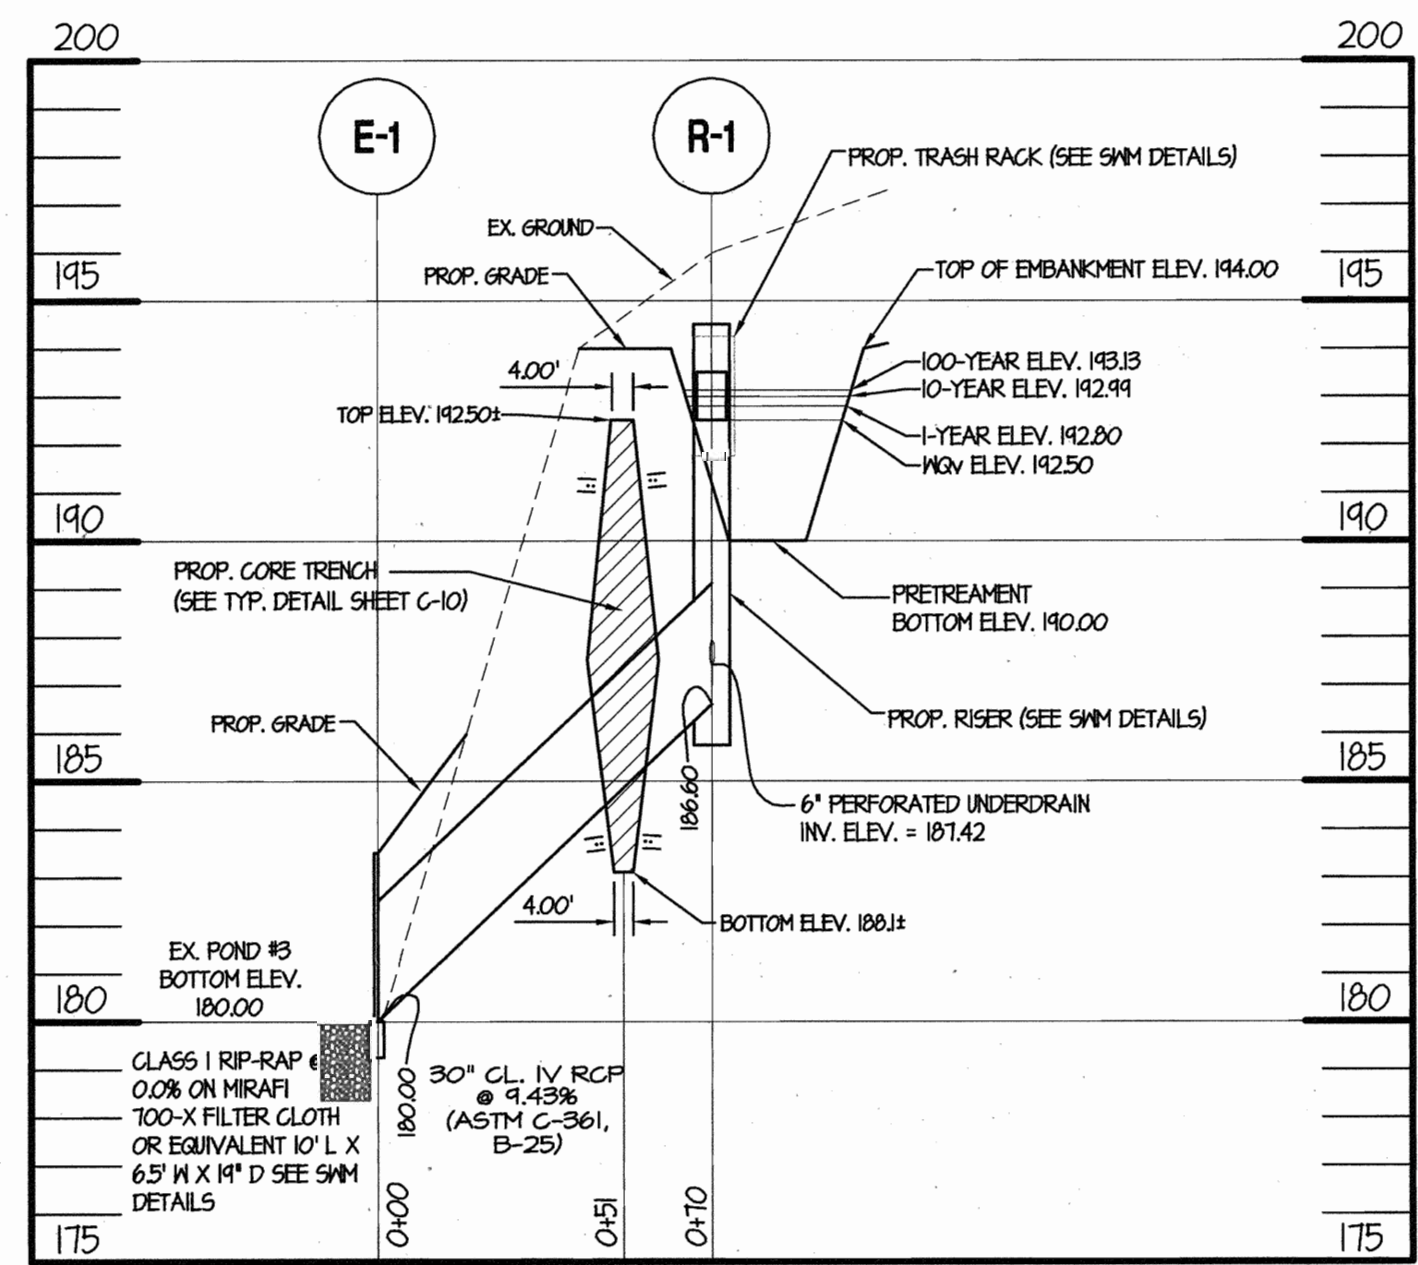 200
200
E-1
R-1
PROP. TRASH RACK (SEE SWM DETAILS)
EX. GROUND
PROP. GRADE
TOP OF EMBANKMENT ELEV. 194.00
195
195
100-YEAR ELEV. 193.13
10-YEAR ELEV. 192.99
4.00'
TOP ELEV. 192.50±
1-YEAR ELEV. 192.80
WQv ELEV. 192.50
1:1
1:1
190
190
PROP. CORE TRENCH
(SEE TYP. DETAIL SHEET C-10)
PRETREAMENT
BOTTOM ELEV. 190.00
PROP. GRADE
PROP. RISER (SEE SWM DETAILS)
185
185
186.60
6" PERFORATED UNDERDRAIN
INV. ELEV. = 187.42
1:1
1:1
4.00'
BOTTOM ELEV. 188.1±
EX. POND #3
BOTTOM ELEV.
180.00
180
180
CLASS 1 RIP-RAP @
0.0% ON MIRAFI
700-X FILTER CLOTH
OR EQUIVALENT 10' L X
6.5' W X 19" D SEE SWM
DETAILS
180.00
30" CL. IV RCP
@ 9.43%
(ASTM C-361,
B-25)
0+00
0+51
0+70
175
175